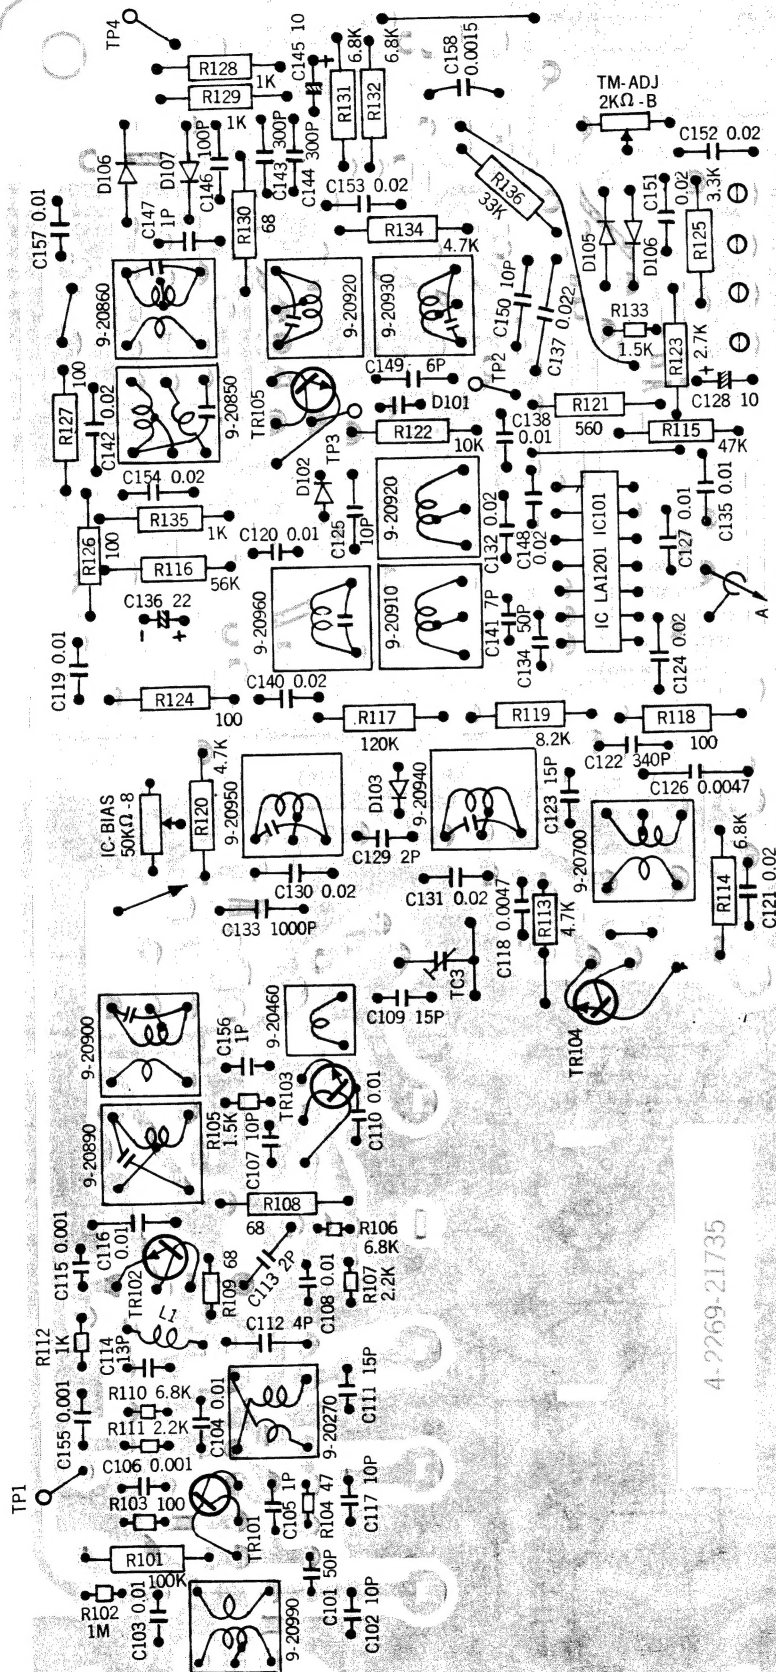 TP4
R128
1K
R129
1K
C145 10
+
6.8K
R131
6.8K
R132
C158
0.0015
TM-ADJ
2KΩ-B
C152 0.02
D106
D107
C146
100P
C143 300P
C144 300P
C147
1P
R130
68
C153 0.02
R134
4.7K
R136
33K
D105
D106
C151
0.02
3.3K
R125
C157 0.01
9-20860
9-20920
9-20930
C150 10P
C137 0.022
R133
1.5K
R123
2.7K
+
C128 10
100
R127
C142 0.02
9-20850
TR105
TP3
C149 6P
D101
TP2
R122
10K
C138
0.01
R121
560
R115
47K
C154 0.02
R135
1K
D102
C125
10P
9-20920
C132 0.02
C148
0.02
IC LA1201 IC101
C127 0.01
C135 0.01
R126
100
R116
56K
C120 0.01
C136 22
-
+
9-20960
9-20910
C141 7P
C134 50P
C124 0.02
A
C119 0.01
R124
100
C140 0.02
R117
120K
R119
8.2K
R118
100
C122 340P
C126 0.0047
IC-BIAS
50KΩ-8
R120
4.7K
9-20950
D103
9-20940
C123 15P
C129 2P
9-20700
6.8K
R114
C121 0.02
C130 0.02
C133 1000P
C131 0.02
C118 0.0047
R113
4.7K
TC3
C109 15P
TR104
9-20900
C156
1P
9-20460
TR103
9-20890
R105
1.5K
C107 10P
C110 0.01
R108
68
R106
6.8K
C115 0.001
C116
0.01
TR102
R109 68
C113 2P
C108 0.01
R107
2.2K
R112
1K
L1
C114
13P
C112 4P
4-2269-21735
C155 0.001
R110 6.8K
R111 2.2K
C104 0.01
9-20270
C111 15P
TP1
C106 0.001
R103 100
TR101
C105 1P
R104 47
C117 10P
R101
100K
R102
1M
C103 0.01
9-20990
C101 50P
C102 10P